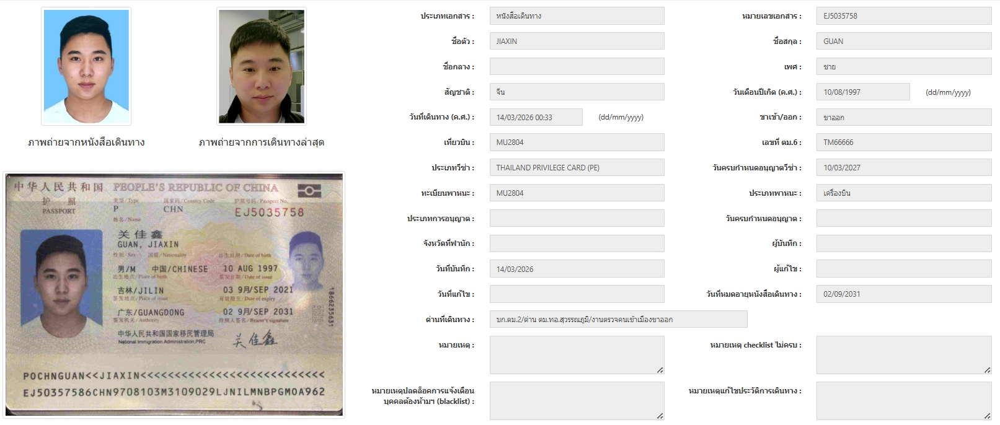 ภาพถ่ายจากหนังสือเดินทาง
ภาพถ่ายจากการเดินทางล่าสุด
中华人民共和国 PEOPLE'S REPUBLIC OF CHINA
护 照
PASSPORT
类型/Type
国家码/Country Code
护照号码/Passport No.
P
CHN
EJ5035758
姓名/Name
关佳鑫
GUAN, JIAXIN
性别/Sex
国籍/Nationality
出生日期/Date of birth
男/M
中国/CHINESE
10 AUG 1997
出生地点/Place of birth
签发日期/Date of issue
吉林/JILIN
03 9月/SEP 2021
签发地点/Place of issue
有效期至/Date of expiry
广东/GUANGDONG
02 9月/SEP 2031
签发机关/Authority
持照人签名/Bearer's signature
中华人民共和国国家移民管理局
National Immigration Administration,PRC
关佳鑫
POCHNGUAN<<JIAXIN<<<<<<<<<<<<<<<<<<<<<<<<<<<
EJ50357586CHN9708103M3109029LJNILMNBPGMOA962
ประเภทเอกสาร : หนังสือเดินทาง
หมายเลขเอกสาร : EJ5035758
ชื่อตัว : JIAXIN
ชื่อสกุล : GUAN
ชื่อกลาง :
เพศ : ชาย
สัญชาติ : จีน
วันเดือนปีเกิด (ค.ศ.) : 10/08/1997 (dd/mm/yyyy)
วันที่เดินทาง (ค.ศ.) : 14/03/2026 00:33 (dd/mm/yyyy)
ขาเข้า/ออก : ขาออก
เที่ยวบิน : MU2804
เลขที่ ตม.6 : TM66666
ประเภทวีซ่า : THAILAND PRIVILEGE CARD (PE)
วันครบกำหนดอนุญาตวีซ่า : 10/03/2027
ทะเบียนพาหนะ : MU2804
ประเภทพาหนะ : เครื่องบิน
ประเภทการอนุญาต :
วันครบกำหนดอนุญาต :
จังหวัดที่พำนัก :
ผู้บันทึก :
วันที่บันทึก : 14/03/2026
ผู้แก้ไข :
วันที่แก้ไข :
วันที่หมดอายุหนังสือเดินทาง : 02/09/2031
ด่านที่เดินทาง : บก.ตม.2/ด่าน ตม.ทอ.สุวรรณภูมิ/งานตรวจคนเข้าเมืองขาออก
หมายเหตุ :
หมายเหตุ checklist ไม่ครบ :
หมายเหตุปลดล็อคการแจ้งเตือน
บุคคลต้องห้ามฯ (blacklist) :
หมายเหตุแก้ไขประวัติการเดินทาง :